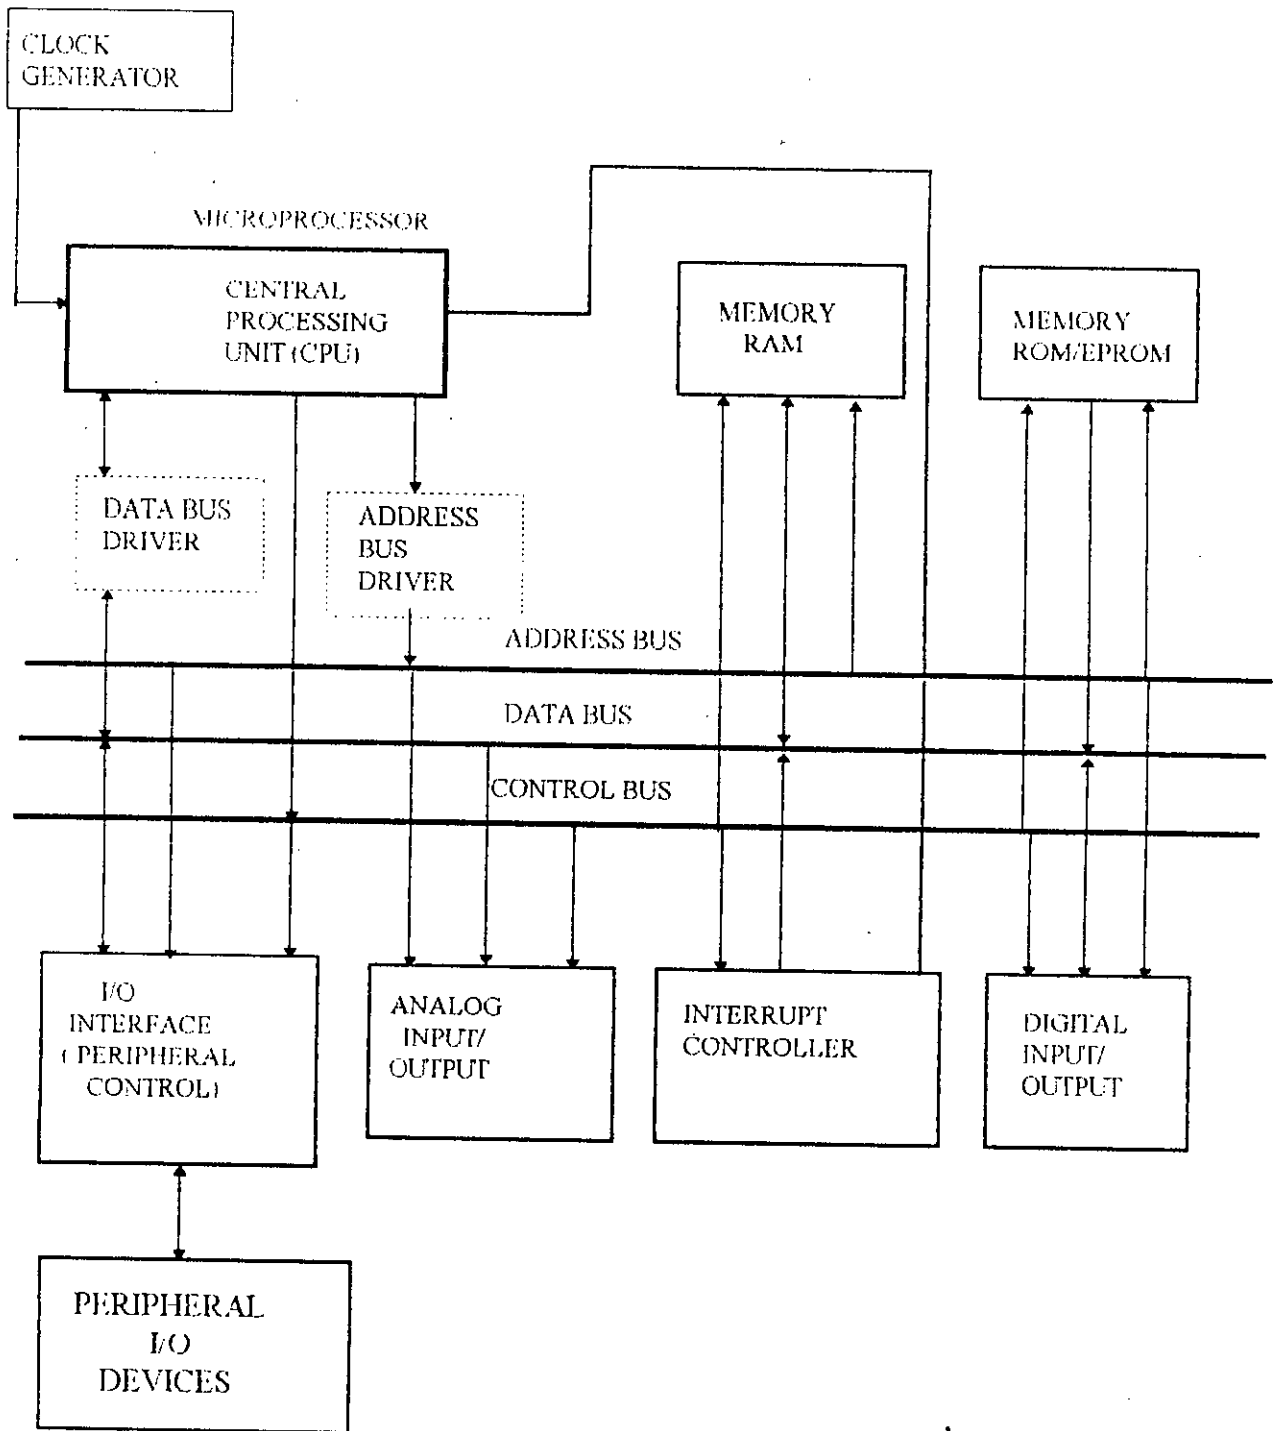 CLOCK
GENERATOR
MICROPROCESSOR
CENTRAL
PROCESSING
UNIT (CPU)
MEMORY
RAM
MEMORY
ROM/EPROM
DATA BUS
DRIVER
ADDRESS
BUS
DRIVER
ADDRESS BUS
DATA BUS
CONTROL BUS
I/O
INTERFACE
( PERIPHERAL
CONTROL)
ANALOG
INPUT/
OUTPUT
INTERRUPT
CONTROLLER
DIGITAL
INPUT/
OUTPUT
PERIPHERAL
I/O
DEVICES